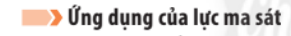 Ứng dụng của lực ma sát